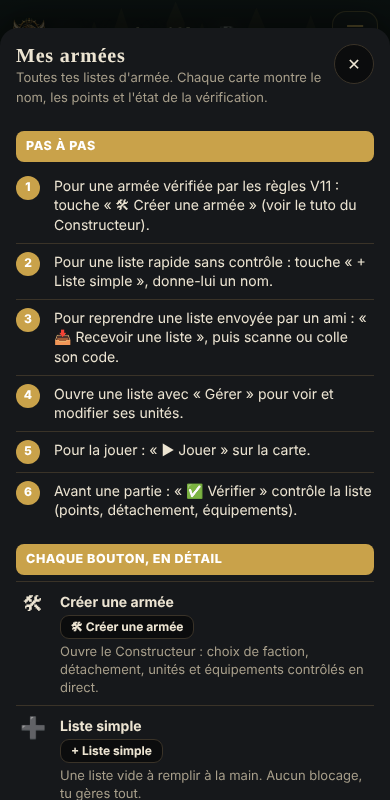 Mes armées
Toutes tes listes d'armée. Chaque carte montre le
nom, les points et l'état de la vérification.
✕
PAS À PAS
1 Pour une armée vérifiée par les règles V11 :
touche « 🛠 Créer une armée » (voir le tuto du
Constructeur).
2 Pour une liste rapide sans contrôle : touche « +
Liste simple », donne-lui un nom.
3 Pour reprendre une liste envoyée par un ami : «
📥 Recevoir une liste », puis scanne ou colle
son code.
4 Ouvre une liste avec « Gérer » pour voir et
modifier ses unités.
5 Pour la jouer : « ▶ Jouer » sur la carte.
6 Avant une partie : « ✅ Vérifier » contrôle la liste
(points, détachement, équipements).
CHAQUE BOUTON, EN DÉTAIL
🛠 Créer une armée
🛠 Créer une armée
Ouvre le Constructeur : choix de faction,
détachement, unités et équipements contrôlés en
direct.
➕ Liste simple
+ Liste simple
Une liste vide à remplir à la main. Aucun blocage,
tu gères tout.